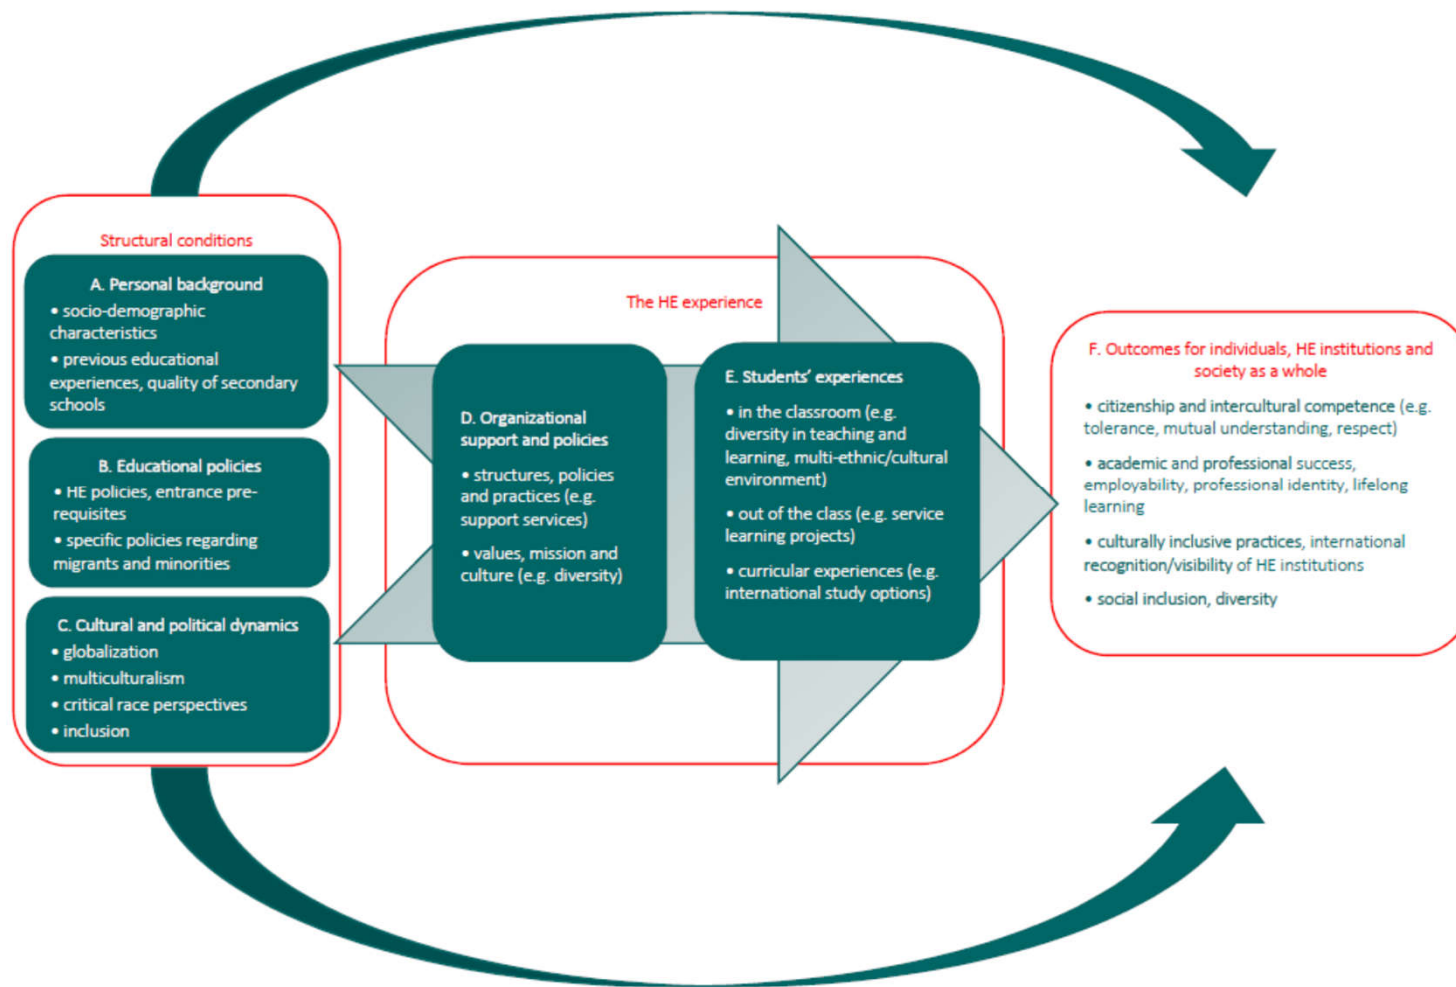 Structural conditions
A. Personal background
• socio-demographic
characteristics
• previous educational
experiences, quality of secondary
schools
B. Educational policies
• HE policies, entrance pre-
requisites
• specific policies regarding
migrants and minorities
C. Cultural and political dynamics
• globalization
• multiculturalism
• critical race perspectives
• inclusion
The HE experience
D. Organizational
support and policies
• structures, policies
and practices (e.g.
support services)
• values, mission and
culture (e.g. diversity)
E. Students’ experiences
• in the classroom (e.g.
diversity in teaching and
learning, multi-ethnic/cultural
environment)
• out of the class (e.g. service
learning projects)
• curricular experiences (e.g.
international study options)
F. Outcomes for individuals, HE institutions and
society as a whole
• citizenship and intercultural competence (e.g.
tolerance, mutual understanding, respect)
• academic and professional success,
employability, professional identity, lifelong
learning
• culturally inclusive practices, international
recognition/visibility of HE institutions
• social inclusion, diversity